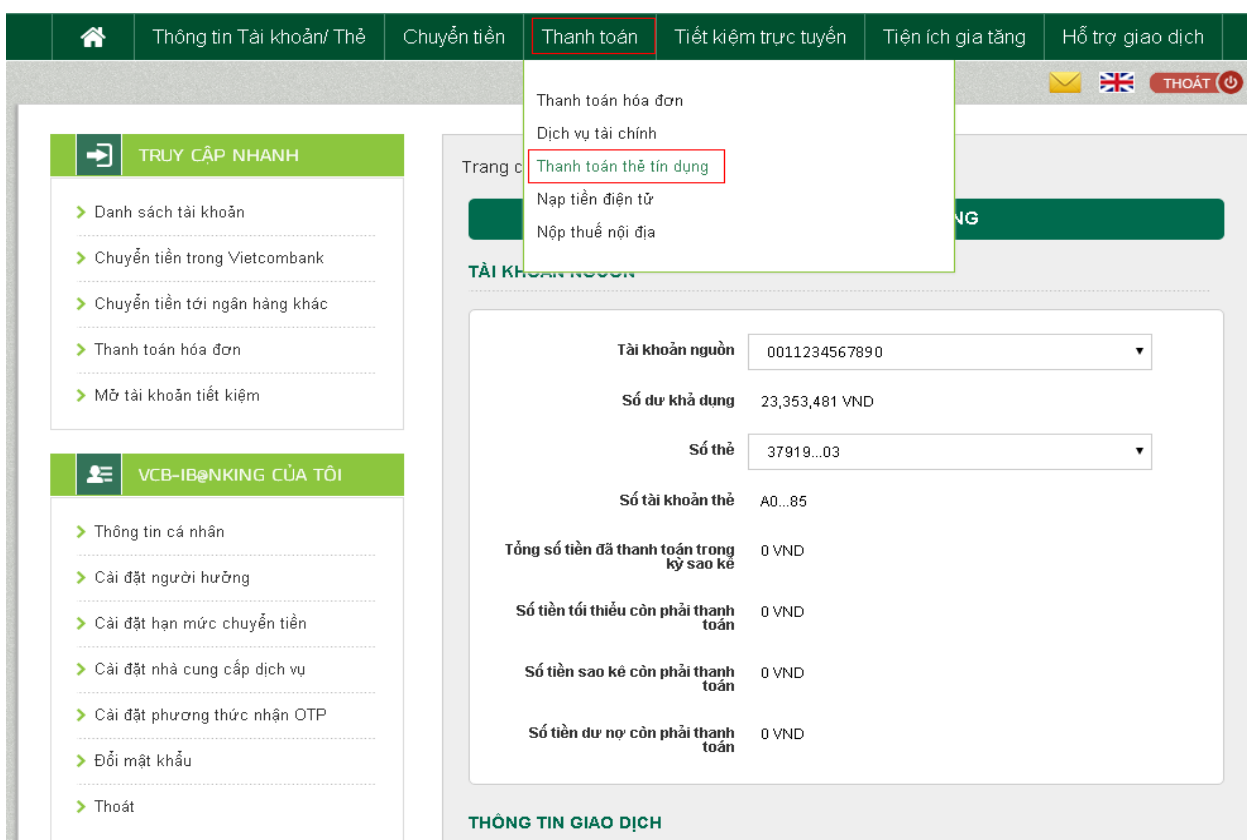 Thông tin Tài khoản/ Thẻ
Chuyển tiền
Thanh toán
Tiết kiệm trực tuyến
Tiện ích gia tăng
Hỗ trợ giao dịch
THOÁT
Thanh toán hóa đơn
Dịch vụ tài chính
Thanh toán thẻ tín dụng
Nạp tiền điện tử
Nộp thuế nội địa
TRUY CẬP NHANH
Danh sách tài khoản
Chuyển tiền trong Vietcombank
Chuyển tiền tới ngân hàng khác
Thanh toán hóa đơn
Mở tài khoản tiết kiệm
VCB-IB@NKING CỦA TÔI
Thông tin cá nhân
Cài đặt người hưởng
Cài đặt hạn mức chuyển tiền
Cài đặt nhà cung cấp dịch vụ
Cài đặt phương thức nhận OTP
Đổi mật khẩu
Thoát
Trang
TÀI KHOẢN NGUỒN
Tài khoản nguồn 0011234567890
Số dư khả dụng 23,353,481 VND
Số thẻ 37919...03
Số tài khoản thẻ A0...85
Tổng số tiền đã thanh toán trong 0 VND
kỳ sao kê
Số tiền tối thiểu còn phải thanh 0 VND
toán
Số tiền sao kê còn phải thanh 0 VND
toán
Số tiền dư nợ còn phải thanh 0 VND
toán
THÔNG TIN GIAO DỊCH